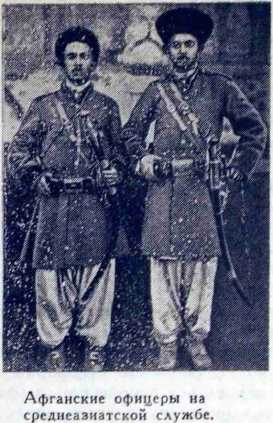 Афганские офицеры на
среднеазиатской службе.